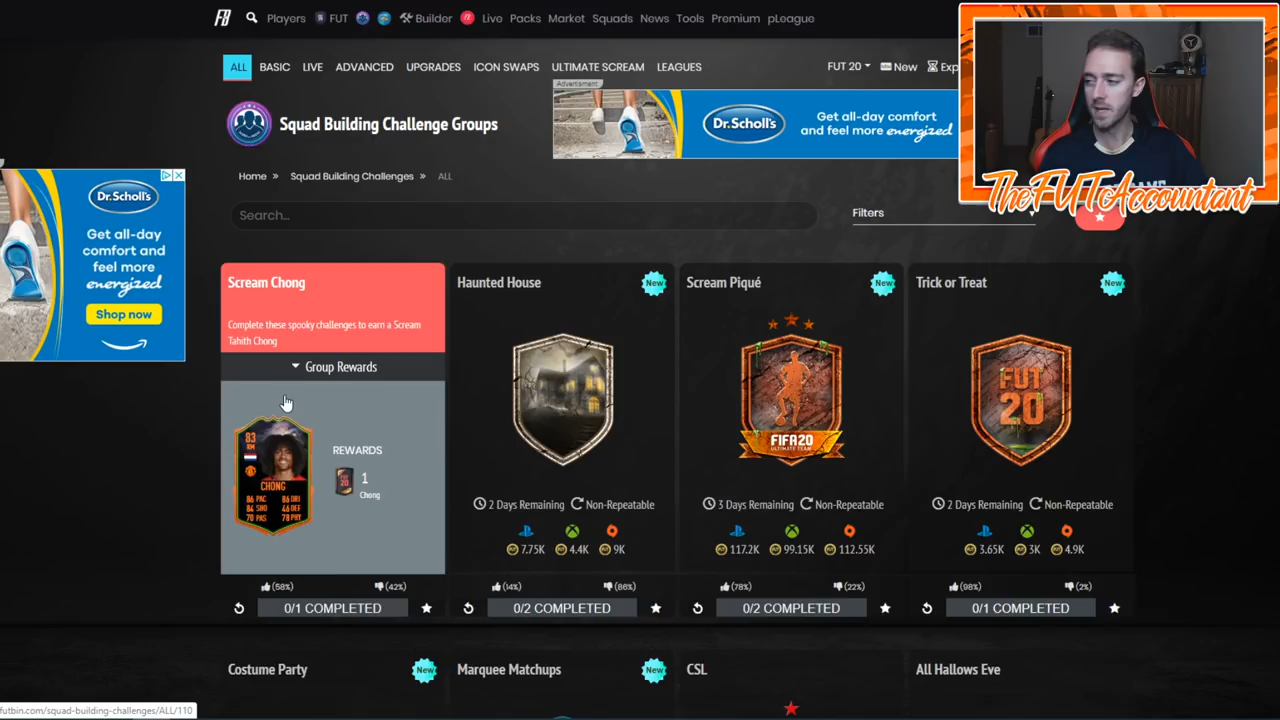 FB Players FUT Builder Live Packs Market Squads News Tools Premium pLeague
ALL BASIC LIVE ADVANCED UPGRADES ICON SWAPS ULTIMATE SCREAM LEAGUES FUT 20 New Exp
Advertisment
Squad Building Challenge Groups
Dr.Scholl's
Get all-day comfort
and feel more energized
TheFUTAccountant
Home » Squad Building Challenges » ALL
Dr.Scholl's
Get all-day
comfort
and feel more
energized
Shop now
Search...
Filters
Scream Chong
Complete these spooky challenges to earn a Scream
Tahith Chong
Group Rewards
83
RM
CHONG
86 PAC 86 DRI
84 SHO 46 DEF
70 PAS 78 PHY
REWARDS
FUT
20
1
Chong
(58%) (42%)
0/1 COMPLETED
Haunted House
New
2 Days Remaining Non-Repeatable
7.75K 4.4K 9K
(14%) (86%)
0/2 COMPLETED
Scream Piqué
New
FIFA20
ULTIMATE TEAM
3 Days Remaining Non-Repeatable
117.2K 99.15K 112.55K
(78%) (22%)
0/2 COMPLETED
Trick or Treat
New
FUT
20
2 Days Remaining Non-Repeatable
3.65K 3K 4.9K
(98%) (2%)
0/1 COMPLETED
Costume Party
New
Marquee Matchups
New
CSL
All Hallows Eve
futbin.com/squad-building-challenges/ALL/110